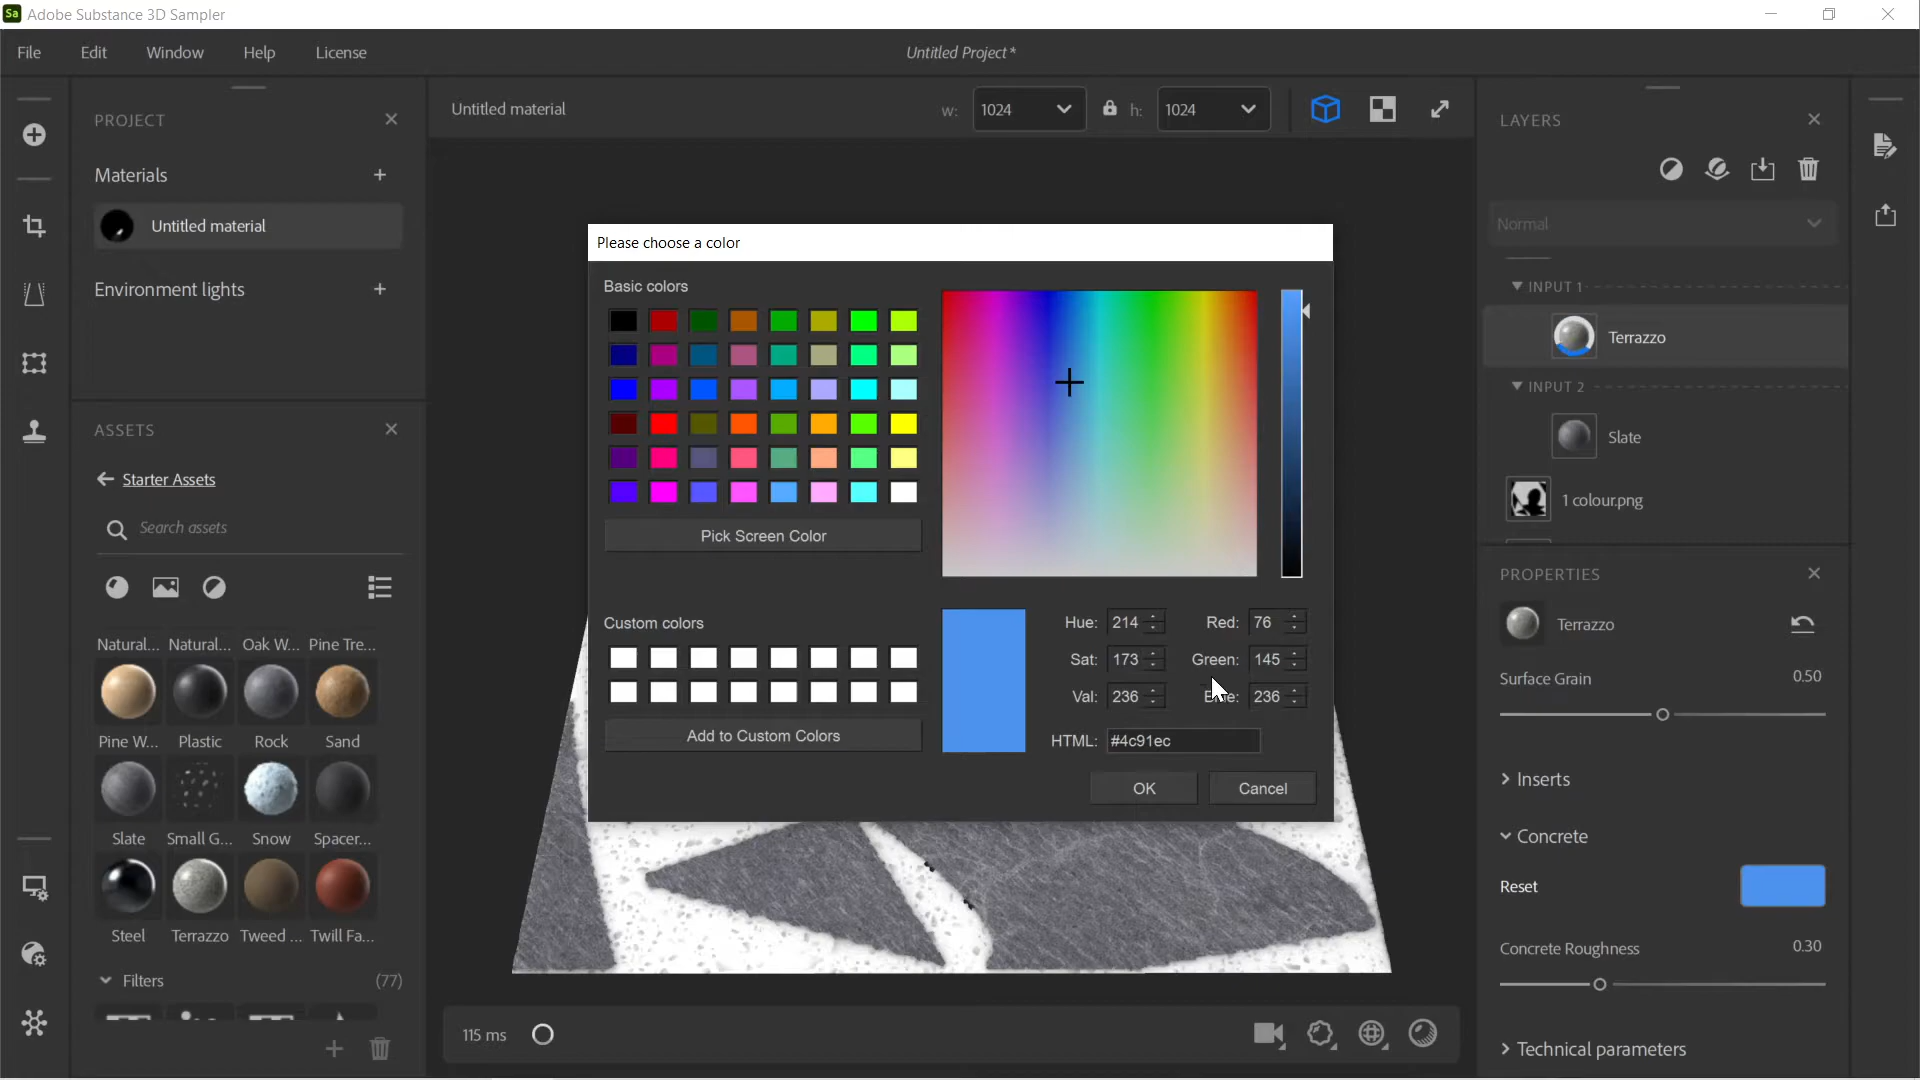 Sa Adobe Substance 3D Sampler
File Edit Window Help License
Untitled Project*
PROJECT
Materials
Untitled material
Environment lights
ASSETS
Starter Assets
Search assets
Natural... Natural... Oak W... Pine Tre...
Pine W... Plastic Rock Sand
Slate Small G... Snow Spacer...
Steel Terrazzo Tweed ... Twill Fa...
Filters (77)
Untitled material
w: 1024 h: 1024
Please choose a color
Basic colors
Pick Screen Color
Custom colors
Add to Custom Colors
Hue: 214 Red: 76
Sat: 173 Green: 145
Val: 236 236
HTML: #4c91ec
OK Cancel
115 ms
LAYERS
Normal
INPUT 1
Terrazzo
INPUT 2
Slate
1 colour.png
PROPERTIES
Terrazzo
Surface Grain 0.50
Inserts
Concrete
Reset
Concrete Roughness 0.30
Technical parameters